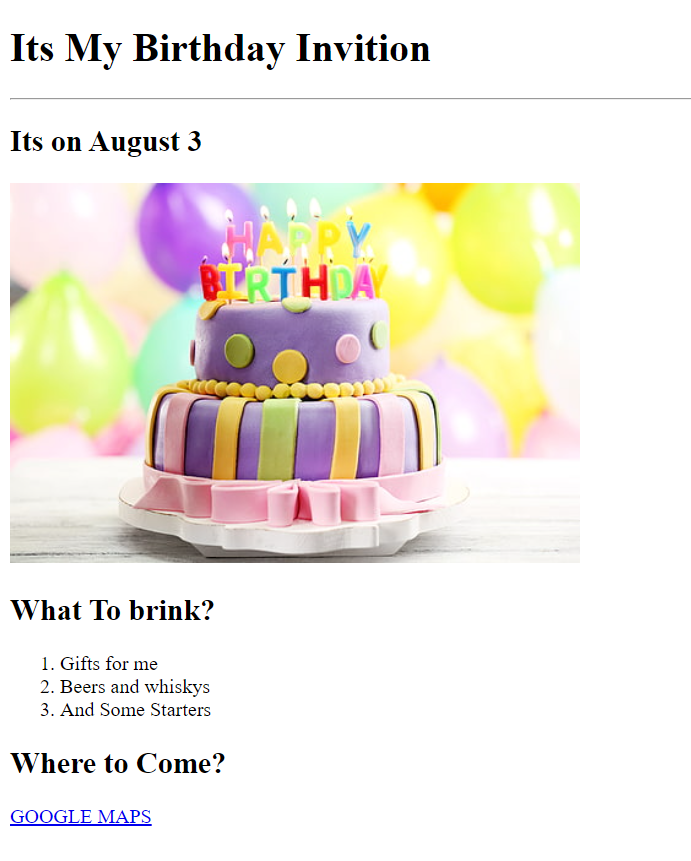 Its My Birthday Invition
Its on August 3
HAPPY
BIRTHDAY
What To brink?
1. Gifts for me
2. Beers and whiskys
3. And Some Starters
Where to Come?
GOOGLE MAPS